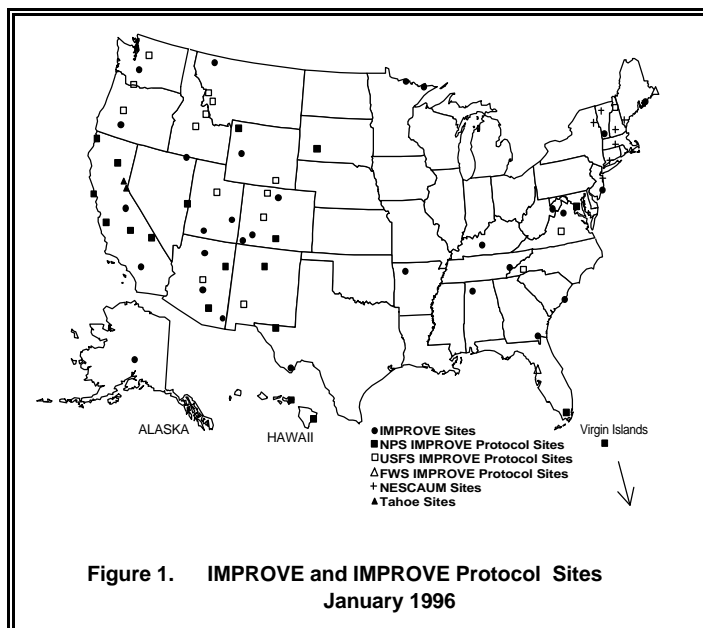 ALASKA
HAWAII
Virgin Islands
IMPROVE Sites
NPS IMPROVE Protocol Sites
USFS IMPROVE Protocol Sites
FWS IMPROVE Protocol Sites
NESCAUM Sites
Tahoe Sites
Figure 1. IMPROVE and IMPROVE Protocol Sites
January 1996